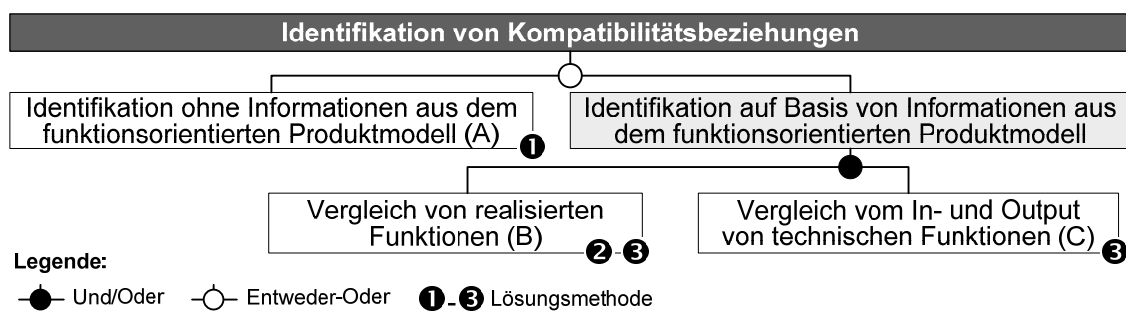 Identifikation von Kompatibilitätsbeziehungen
Identifikation ohne Informationen aus dem
funktionsorientierten Produktmodell (A)
1
Identifikation auf Basis von Informationen aus
dem funktionsorientierten Produktmodell
Vergleich von realisierten
Funktionen (B)
2 - 3
Vergleich vom In- und Output
von technischen Funktionen (C)
3
Legende:
Und/Oder Entweder-Oder 1 - 3 Lösungsmethode